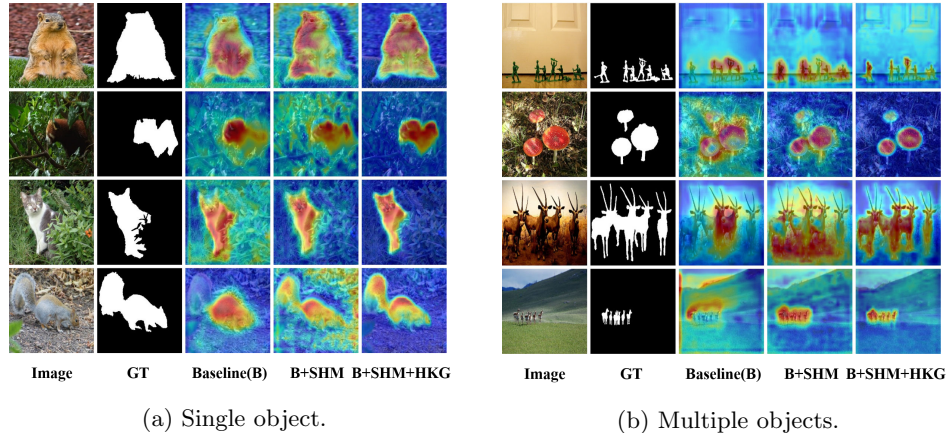 Image GT Baseline(B) B+SHM B+SHM+HKG
(a) Single object.
Image GT Baseline(B) B+SHM B+SHM+HKG
(b) Multiple objects.